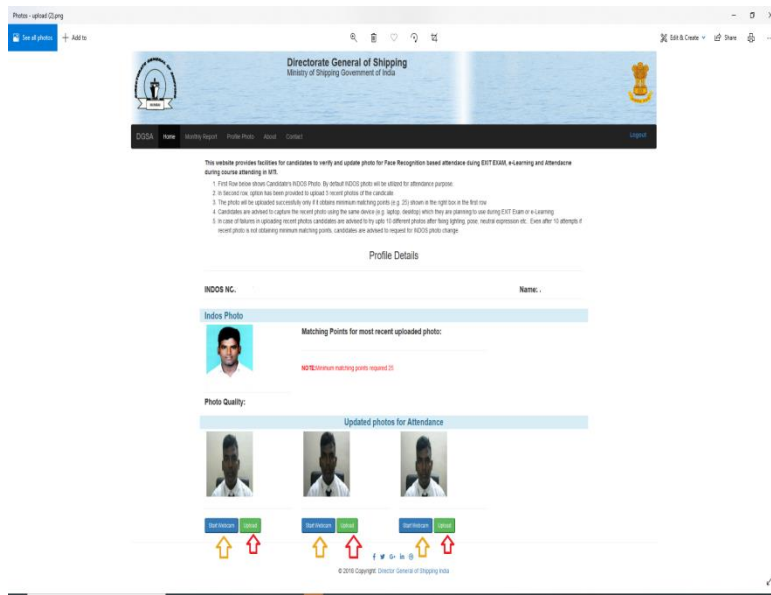 Photos - upload (2).png
See all photos + Add to
Edit & Create Share
Directorate General of Shipping
Ministry of Shipping Government of India
DGSA Home Monthly Report Profile Photo About Contact Logout
This website provides facilities for candidates to verify and update photo for Face Recognition based attendace duing EXIT EXAM, e-Learning and Attendacne
during course attending in MTI.
1. First Row below shows Candidate's INDOS Photo. By default INDOS photo will be utilized for attendance purpose.
2. In Second row, option has been provided to upload 3 recent photos of the candicate.
3. The photo will be uploaded successfully only if it obtains minimum matching points (e.g. 25) shown in the right box in the first row
4. Candidates are advised to capture the recent photo using the same device (e.g. laptop, desktop) which they are planning to use during EXIT Exam or e-Learning
5. In case of failures in uploading recent photos candidates are advised to try upto 10 different photos after fixing lighting, pose, neutral expression etc.. Even after 10 attempts if
recent photo is not obtaining minimum matching points, candidates are advised to request for INDOS photo change.
Profile Details
INDOS NO. Name: .
Indos Photo
Matching Points for most recent uploaded photo:
NOTE:Minimum matching points required 25
Photo Quality:
Updated photos for Attendance
Start Webcam Upload Start Webcam Upload Start Webcam Upload
© 2018 Copyright: Director General of Shipping India